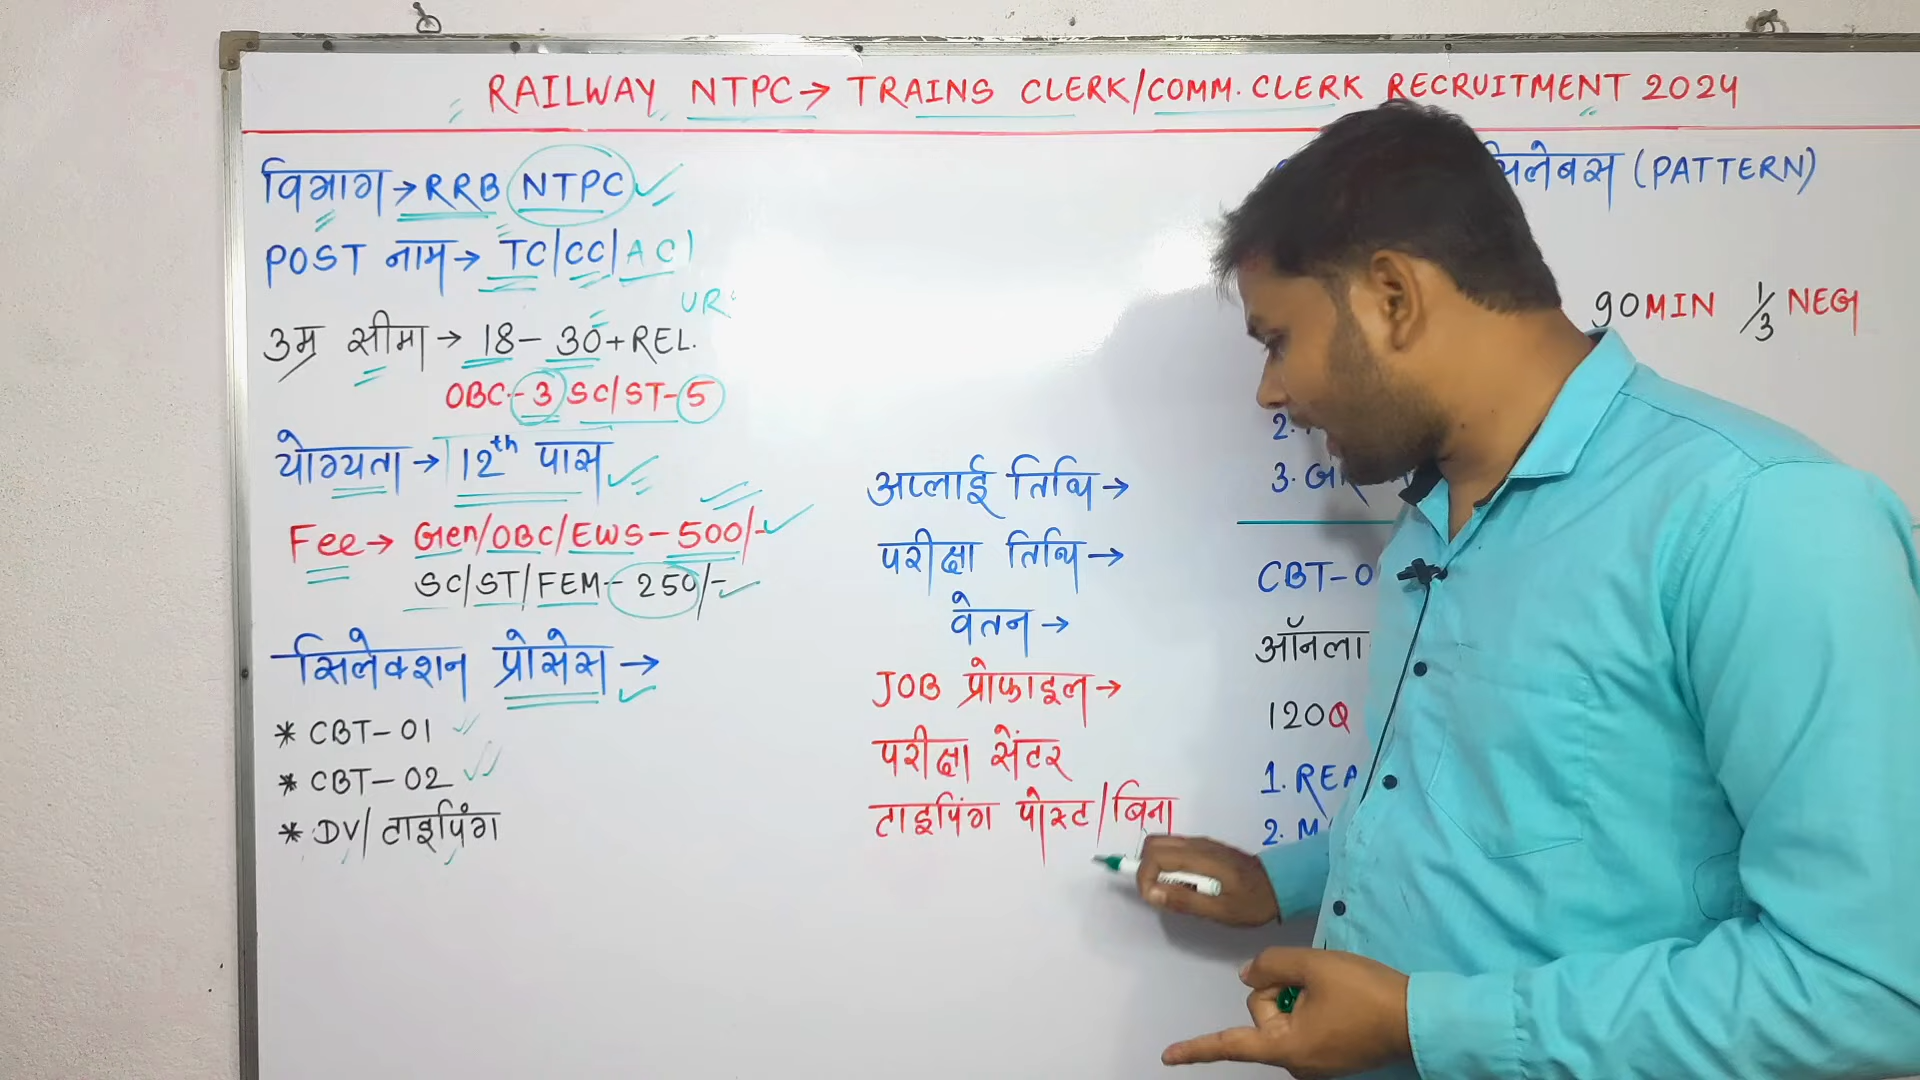 RAILWAY NTPC→ TRAINS CLERK/COMM. CLERK RECRUITMENT 2024
विभाग→ RRB NTPC
POST नाम→ TC/CC/AC/
UR
उम्र सीमा→ 18-30+REL.
OBC-3 SC/ST-5
योग्यता→ 12th पास
Fee→ Gen/OBC/EWS-500/-
SC/ST/FEM-250/-
सिलेक्शन प्रोसेस→
* CBT-01
* CBT-02
* DV/टाइपिंग
अप्लाई तिथि→
परीक्षा तिथि→
वेतन→
JOB प्रोफाइल→
परीक्षा सेंटर
टाइपिंग पोस्ट/बिना
(PATTERN)
90MIN 1/3 NEG
2.
3.
CBT-0
120Q
1.
2.